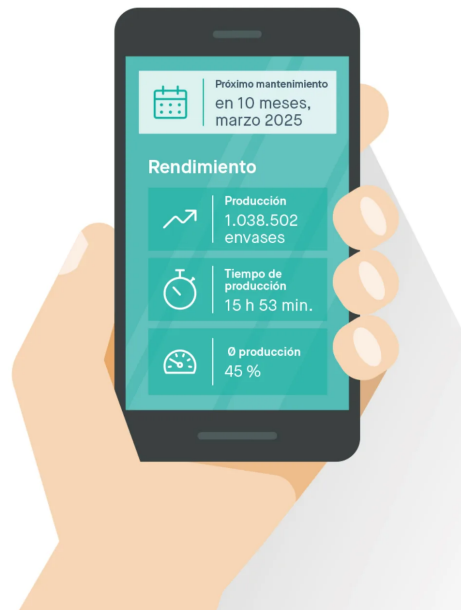 Próximo mantenimiento
en 10 meses,
marzo 2025
Rendimiento
Producción
1.038.502
envases
Tiempo de
producción
15 h 53 min.
Ø producción
45 %